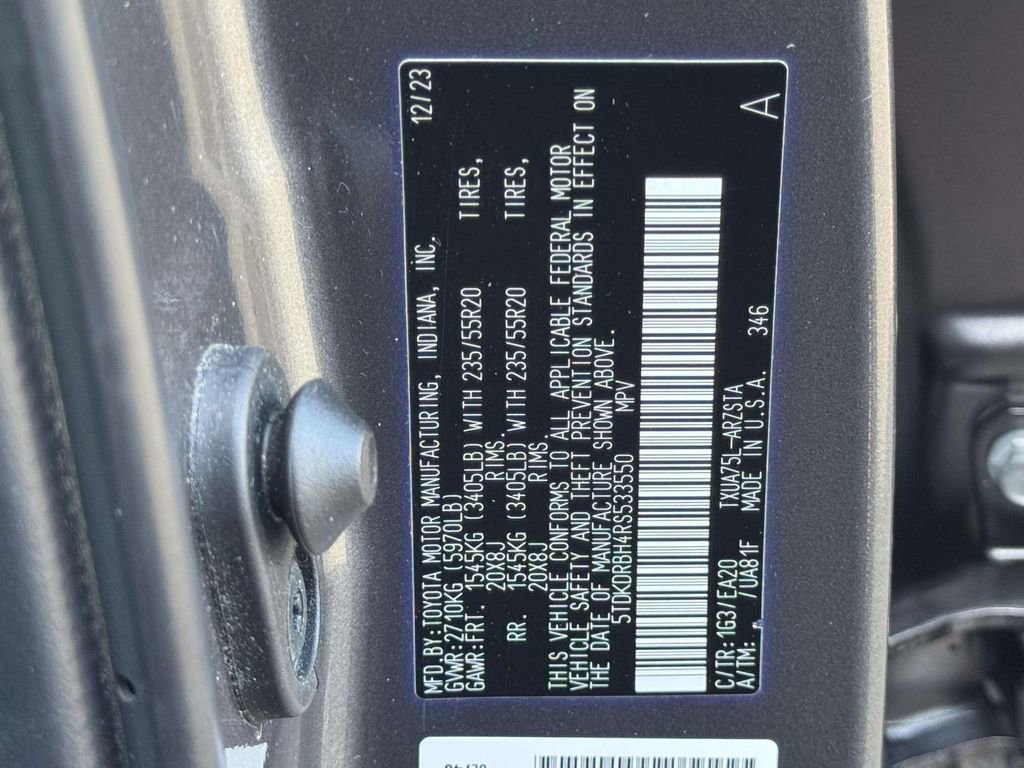 MFD.BY:TOYOTA MOTOR MANUFACTURING, INDIANA, INC. 12/23
GVWR:2710KG (5970LB)
GAWR:FRT. 1545KG (3405LB) WITH 235/55R20 TIRES,
20X8J RIMS.
RR. 1545KG (3405LB) WITH 235/55R20 TIRES,
20X8J RIMS.
THIS VEHICLE CONFORMS TO ALL APPLICABLE FEDERAL MOTOR
VEHICLE SAFETY AND THEFT PREVENTION STANDARDS IN EFFECT ON
THE DATE OF MANUFACTURE SHOWN ABOVE.
5TDKDRBH4RS533550 MPV
C/TR:1G3/EA20 TXUA75L-ARZSTA
A/TM: /UA81F MADE IN U.S.A. 346 A